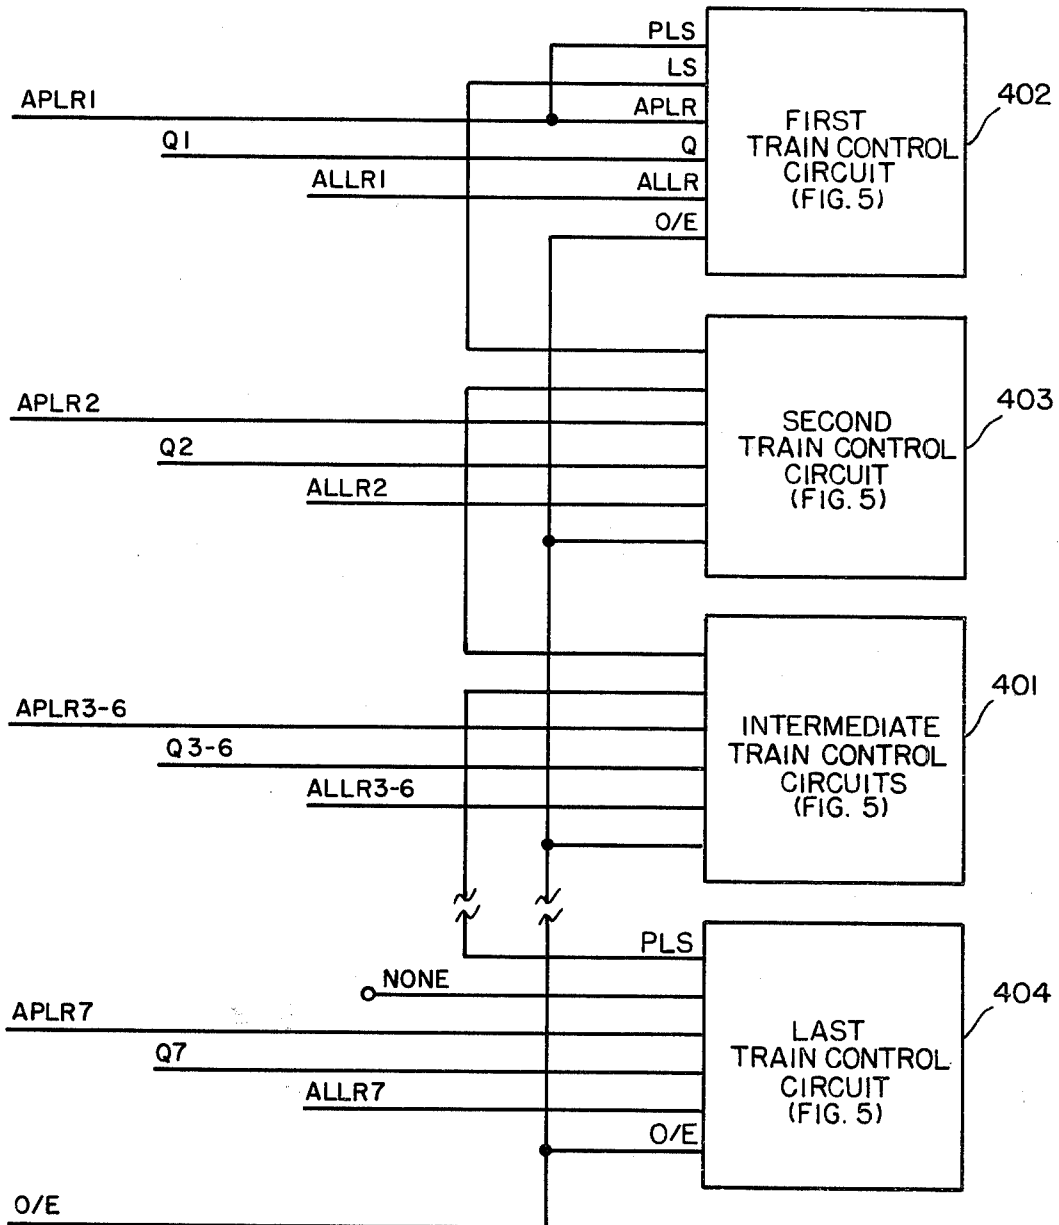 PLS
LS
APLR1
APLR
Q1
Q
ALLR1
ALLR
O/E
FIRST
TRAIN CONTROL
CIRCUIT
(FIG. 5)
402
APLR2
Q2
ALLR2
SECOND
TRAIN CONTROL
CIRCUIT
(FIG. 5)
403
APLR3-6
Q3-6
ALLR3-6
INTERMEDIATE
TRAIN CONTROL
CIRCUITS
(FIG. 5)
401
PLS
NONE
APLR7
Q7
ALLR7
O/E
LAST
TRAIN CONTROL
CIRCUIT
(FIG. 5)
404
O/E